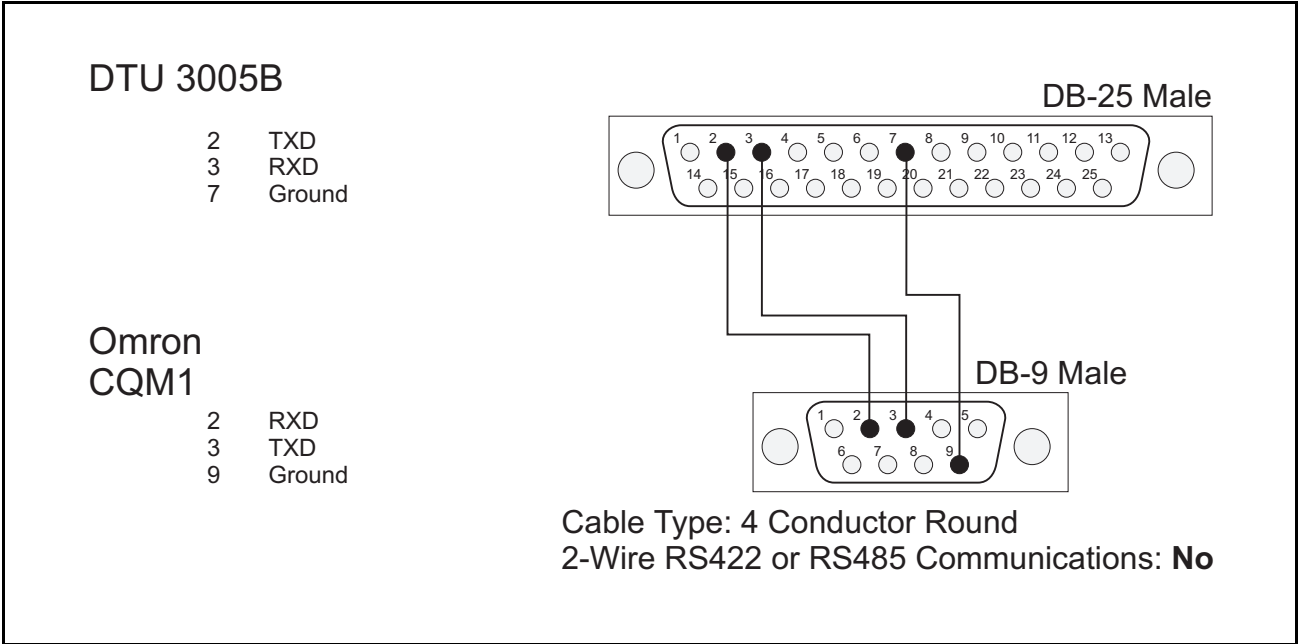 DTU 3005B
2 TXD
3 RXD
7 Ground
DB-25 Male
1 2 3 4 5 6 7 8 9 10 11 12 13
14 15 16 17 18 19 20 21 22 23 24 25
Omron
CQM1
2 RXD
3 TXD
9 Ground
DB-9 Male
1 2 3 4 5
6 7 8 9
Cable Type: 4 Conductor Round
2-Wire RS422 or RS485 Communications: No